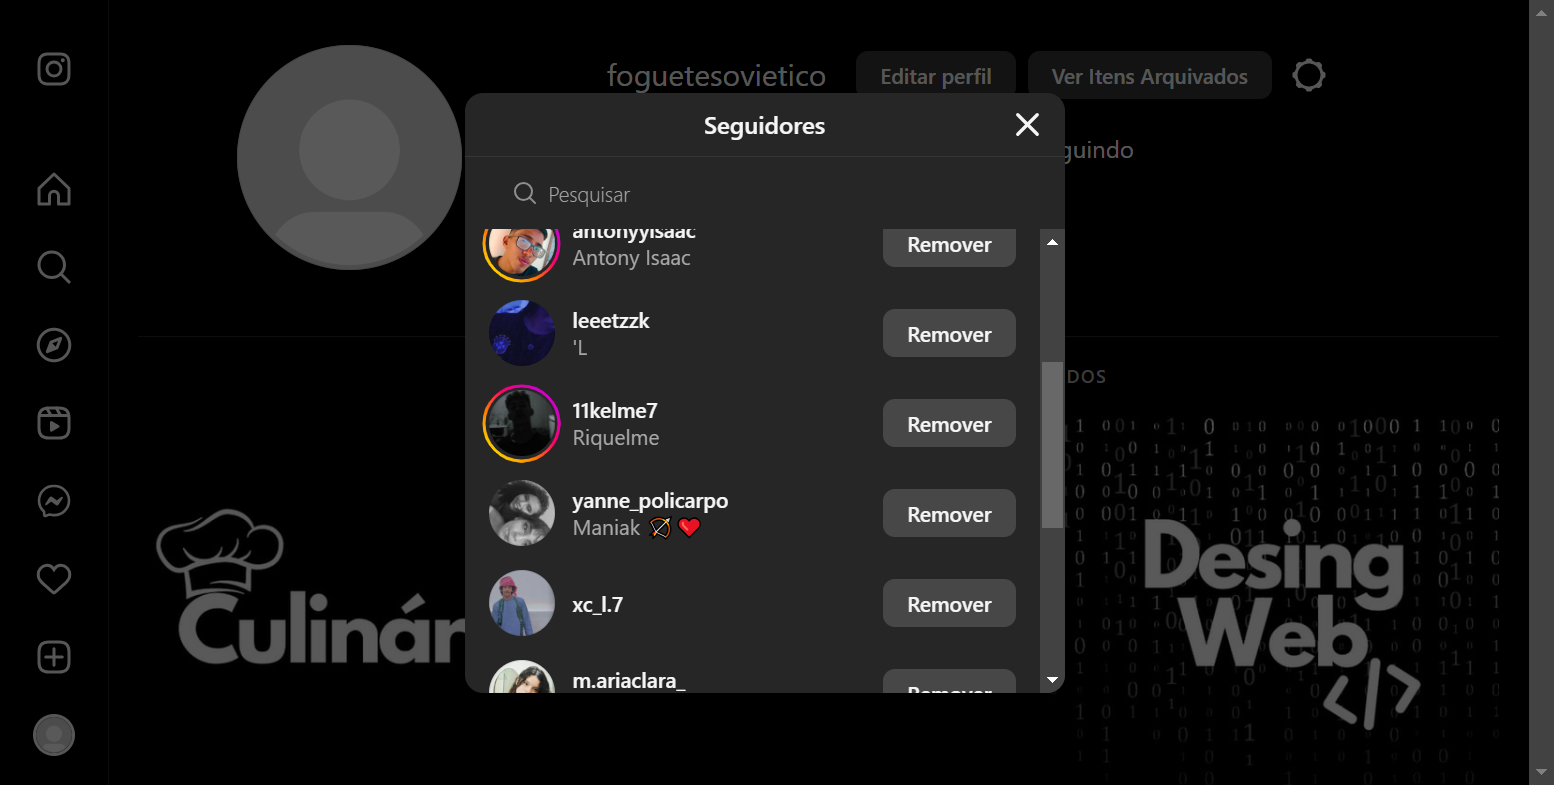 foguetesovietico
Editar perfil
Ver Itens Arquivados
Seguidores
guindo
Pesquisar
antonyyisaac
Antony Isaac
Remover
leeetzzk
'L
Remover
11kelme7
Riquelme
Remover
yanne_policarpo
Maniak 🏹❤️
Remover
xc_l.7
Remover
m.ariaclara_
Remover
DOS
Culinár
Desing
Web
</>